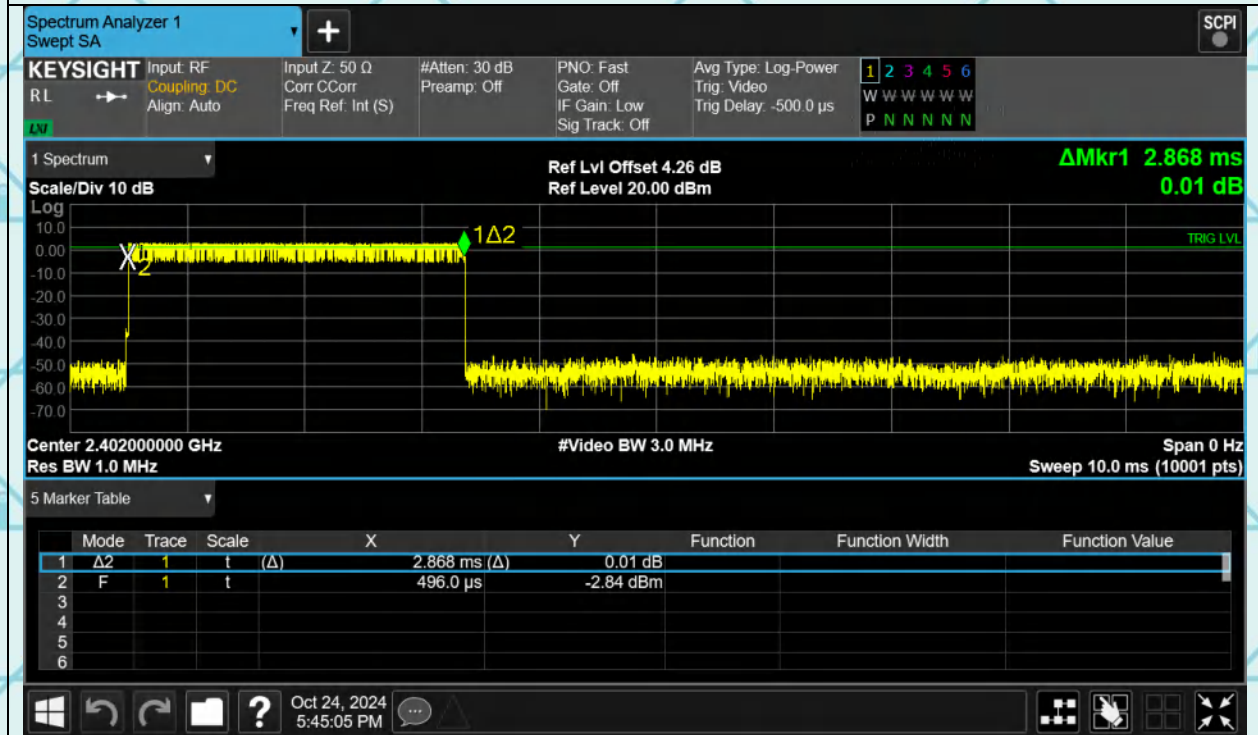 Spectrum Analyzer 1
Swept SA
SCPI
KEYSIGHT Input: RF Input Z: 50 Ω #Atten: 30 dB PNO: Fast Avg Type: Log-Power 1 2 3 4 5 6
RL Coupling: DC Corr CCorr Preamp: Off Gate: Off Trig: Video W W W W W W
Align: Auto Freq Ref: Int (S) IF Gain: Low Trig Delay: -500.0 µs P N N N N N
LXI Sig Track: Off
1 Spectrum Ref Lvl Offset 4.26 dB ΔMkr1 2.868 ms
Scale/Div 10 dB Ref Level 20.00 dBm 0.01 dB
Log
10.0 1Δ2
0.00 X2 TRIG LVL
-10.0
-20.0
-30.0
-40.0
-50.0
-60.0
-70.0
Center 2.402000000 GHz #Video BW 3.0 MHz Span 0 Hz
Res BW 1.0 MHz Sweep 10.0 ms (10001 pts)
5 Marker Table
Mode Trace Scale X Y Function Function Width Function Value
1 Δ2 1 t (Δ) 2.868 ms (Δ) 0.01 dB
2 F 1 t 496.0 µs -2.84 dBm
3
4
5
6
? Oct 24, 2024
5:45:05 PM